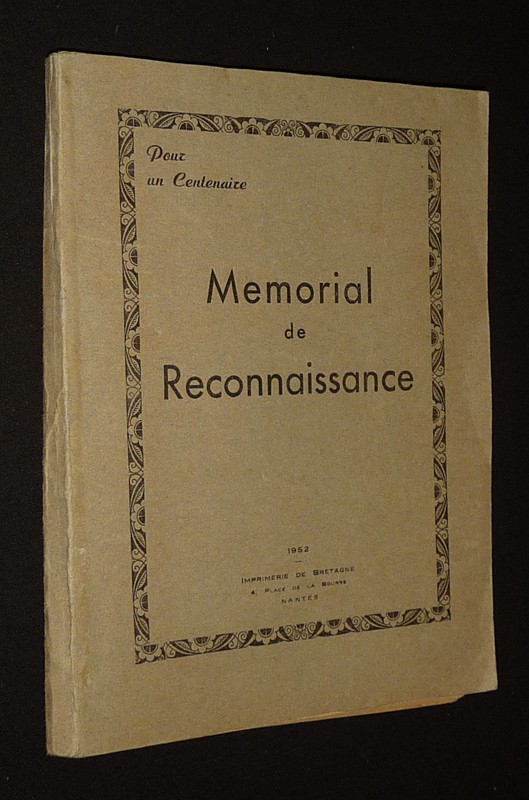 Pour
un Centenaire
Memorial
de
Reconnaissance
1952
IMPRIMERIE DE BRETAGNE
4, PLACE DE LA BOURSE
NANTES